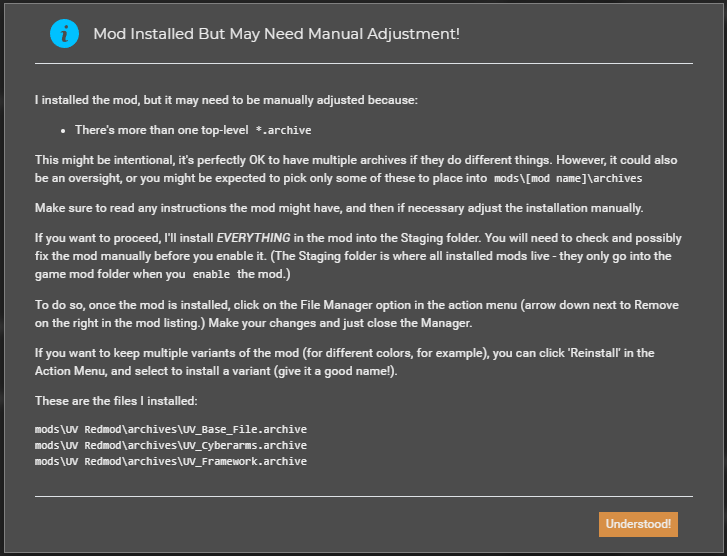 Mod Installed But May Need Manual Adjustment!
I installed the mod, but it may need to be manually adjusted because:
• There's more than one top-level *.archive
This might be intentional, it's perfectly OK to have multiple archives if they do different things. However, it could also
be an oversight, or you might be expected to pick only some of these to place into mods\[mod name]\archives
Make sure to read any instructions the mod might have, and then if necessary adjust the installation manually.
If you want to proceed, I'll install EVERYTHING in the mod into the Staging folder. You will need to check and possibly
fix the mod manually before you enable it. (The Staging folder is where all installed mods live - they only go into the
game mod folder when you enable the mod.)
To do so, once the mod is installed, click on the File Manager option in the action menu (arrow down next to Remove
on the right in the mod listing.) Make your changes and just close the Manager.
If you want to keep multiple variants of the mod (for different colors, for example), you can click 'Reinstall' in the
Action Menu, and select to install a variant (give it a good name!).
These are the files I installed:
mods\UV Redmod\archives\UV_Base_File.archive
mods\UV Redmod\archives\UV_Cyberarms.archive
mods\UV Redmod\archives\UV_Framework.archive
Understood!